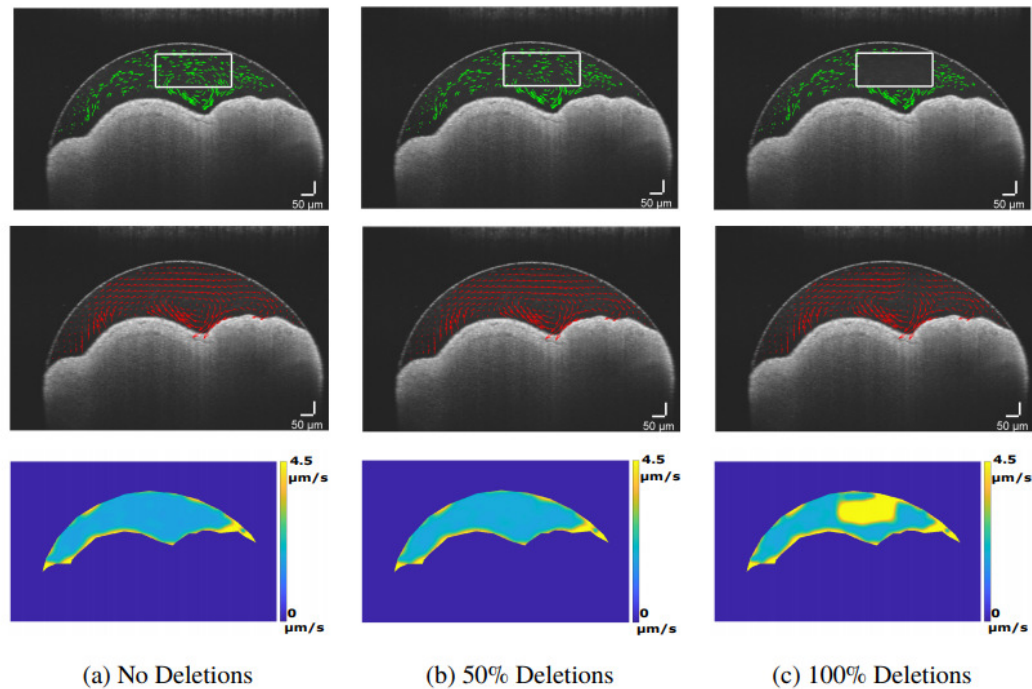 50 µm 50 µm 50 µm
50 µm 50 µm 50 µm
4.5 4.5 4.5
µm/s µm/s µm/s
0 0 0
µm/s µm/s µm/s
(a) No Deletions (b) 50% Deletions (c) 100% Deletions